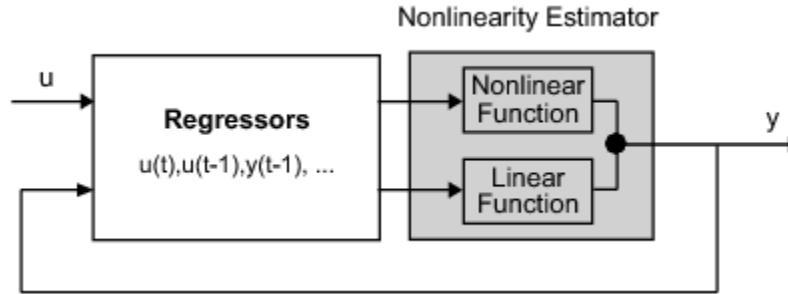 Nonlinearity Estimator
u
Regressors
u(t),u(t-1),y(t-1), ...
Nonlinear
Function
Linear
Function
y